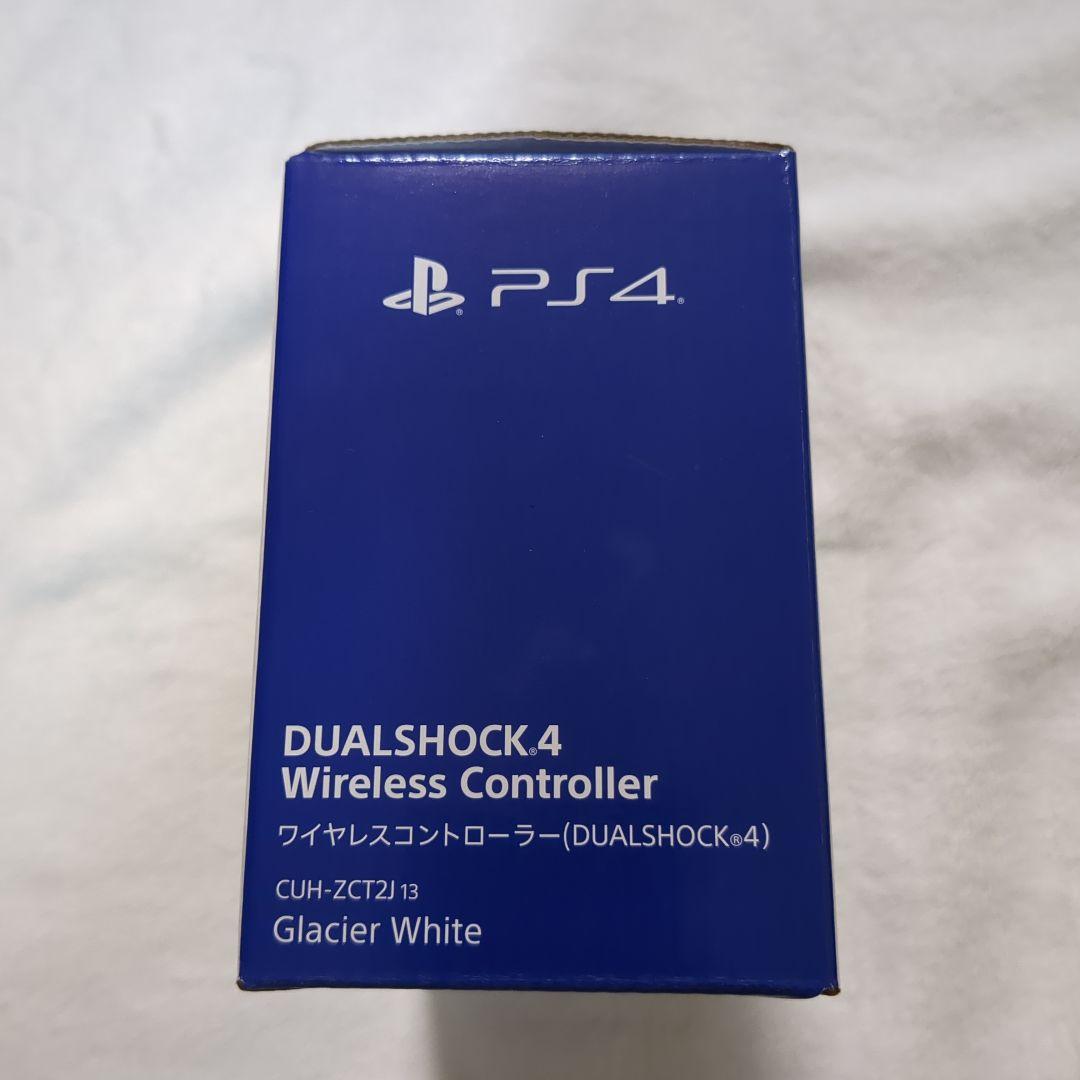 PS4®
DUALSHOCK®4
Wireless Controller
ワイヤレスコントローラー(DUALSHOCK®4)
CUH-ZCT2J 13
Glacier White